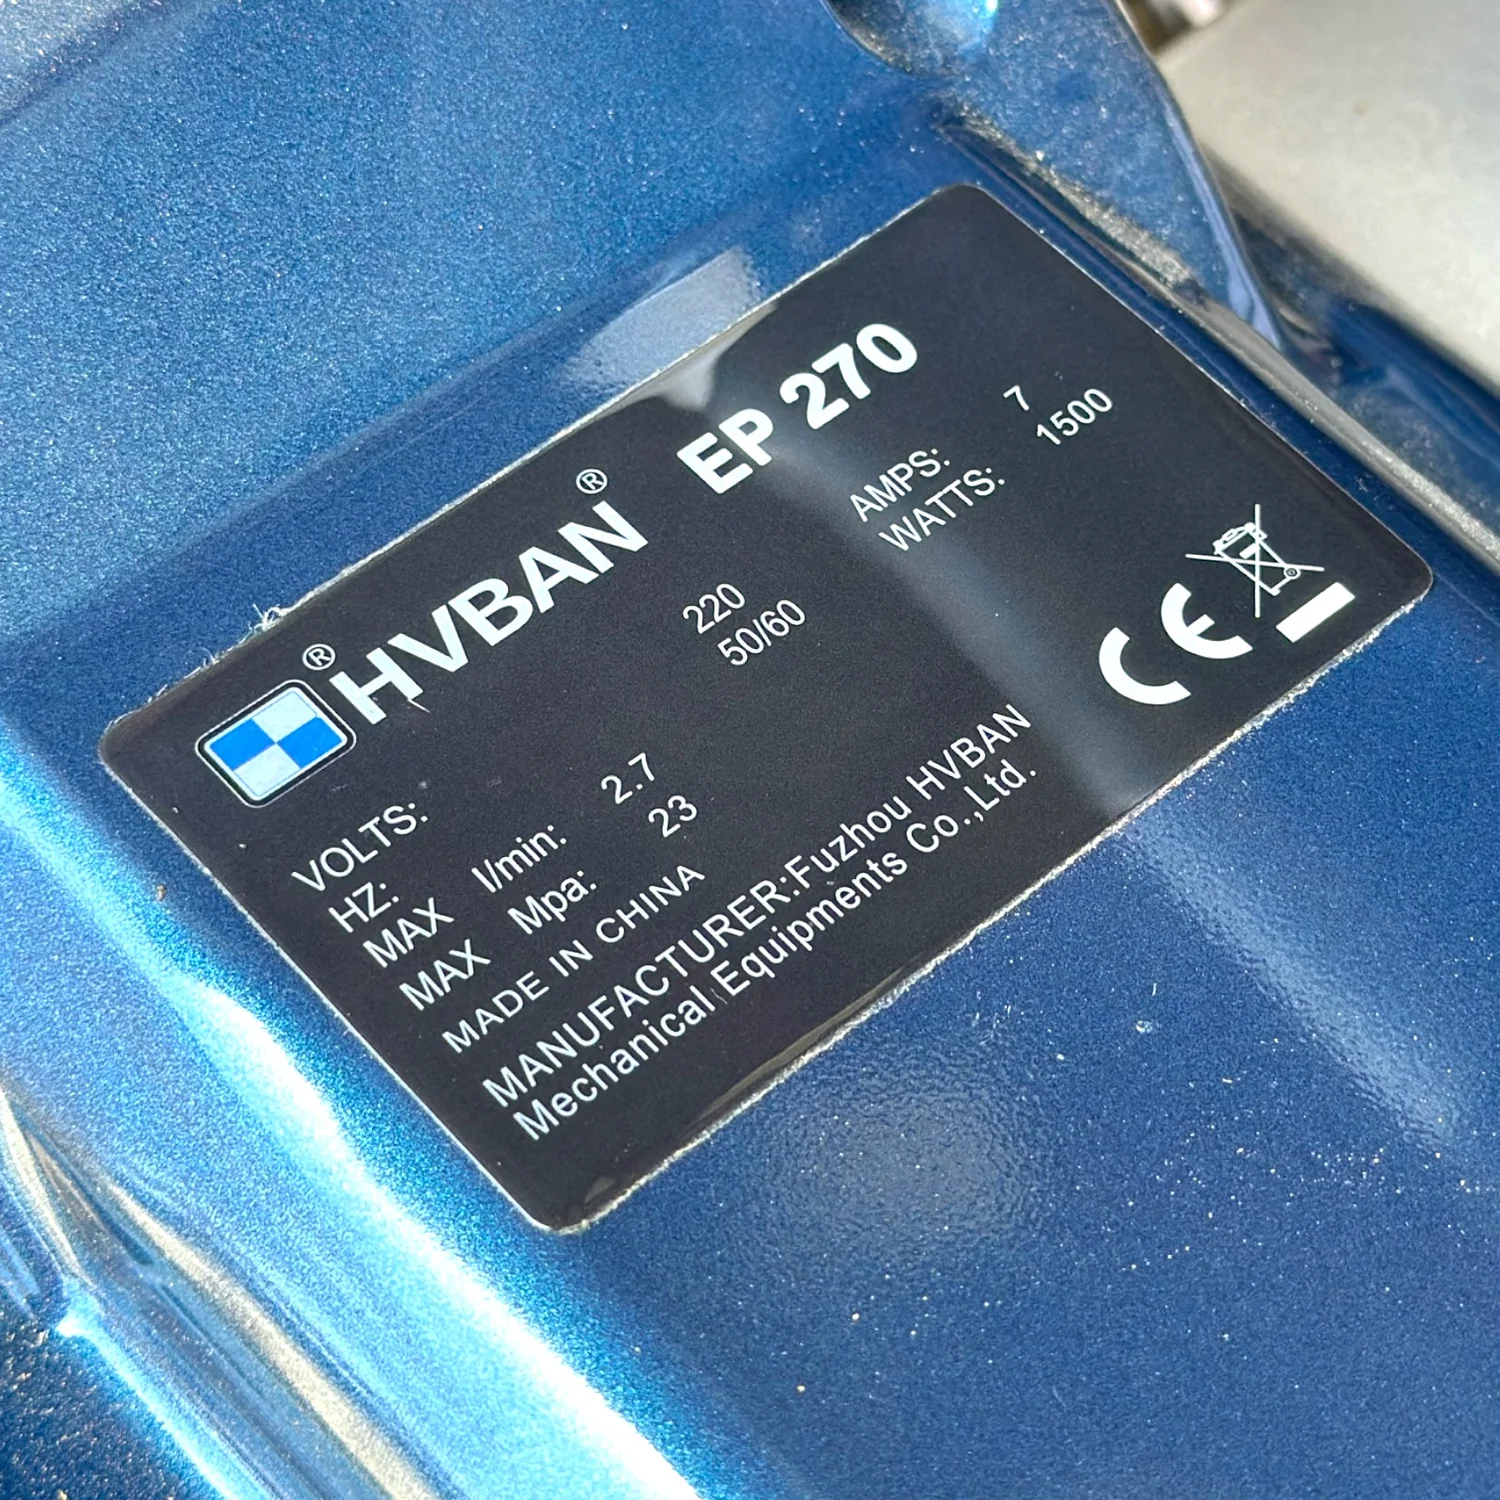 ® HVBAN ® EP 270
VOLTS: 220 AMPS: 7
HZ: 50/60 WATTS: 1500
MAX l/min: 2.7
MAX Mpa: 23
MADE IN CHINA
MANUFACTURER:Fuzhou HVBAN
Mechanical Equipments Co.,Ltd.
CE